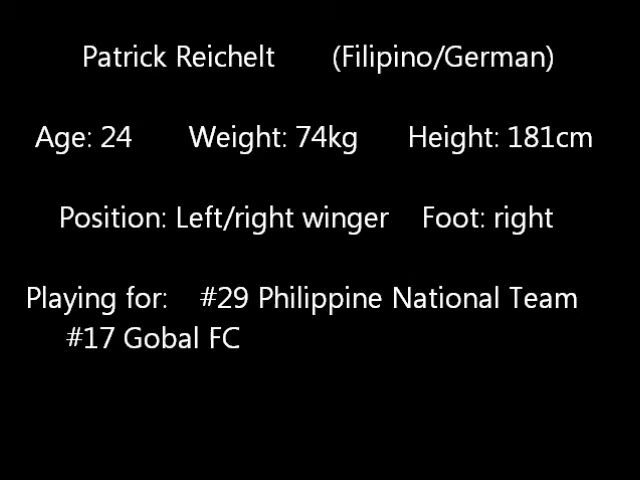 Patrick Reichelt (Filipino/German)
Age: 24 Weight: 74kg Height: 181cm
Position: Left/right winger Foot: right
Playing for: #29 Philippine National Team
#17 Gobal FC